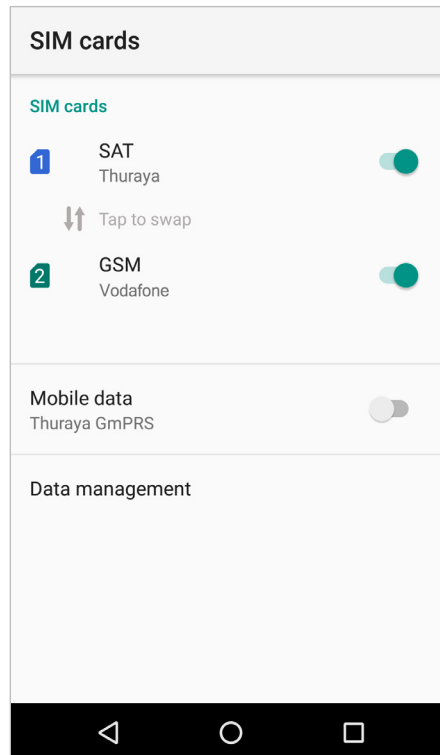 SIM cards
SIM cards
1
SAT
Thuraya
Tap to swap
2
GSM
Vodafone
Mobile data
Thuraya GmPRS
Data management